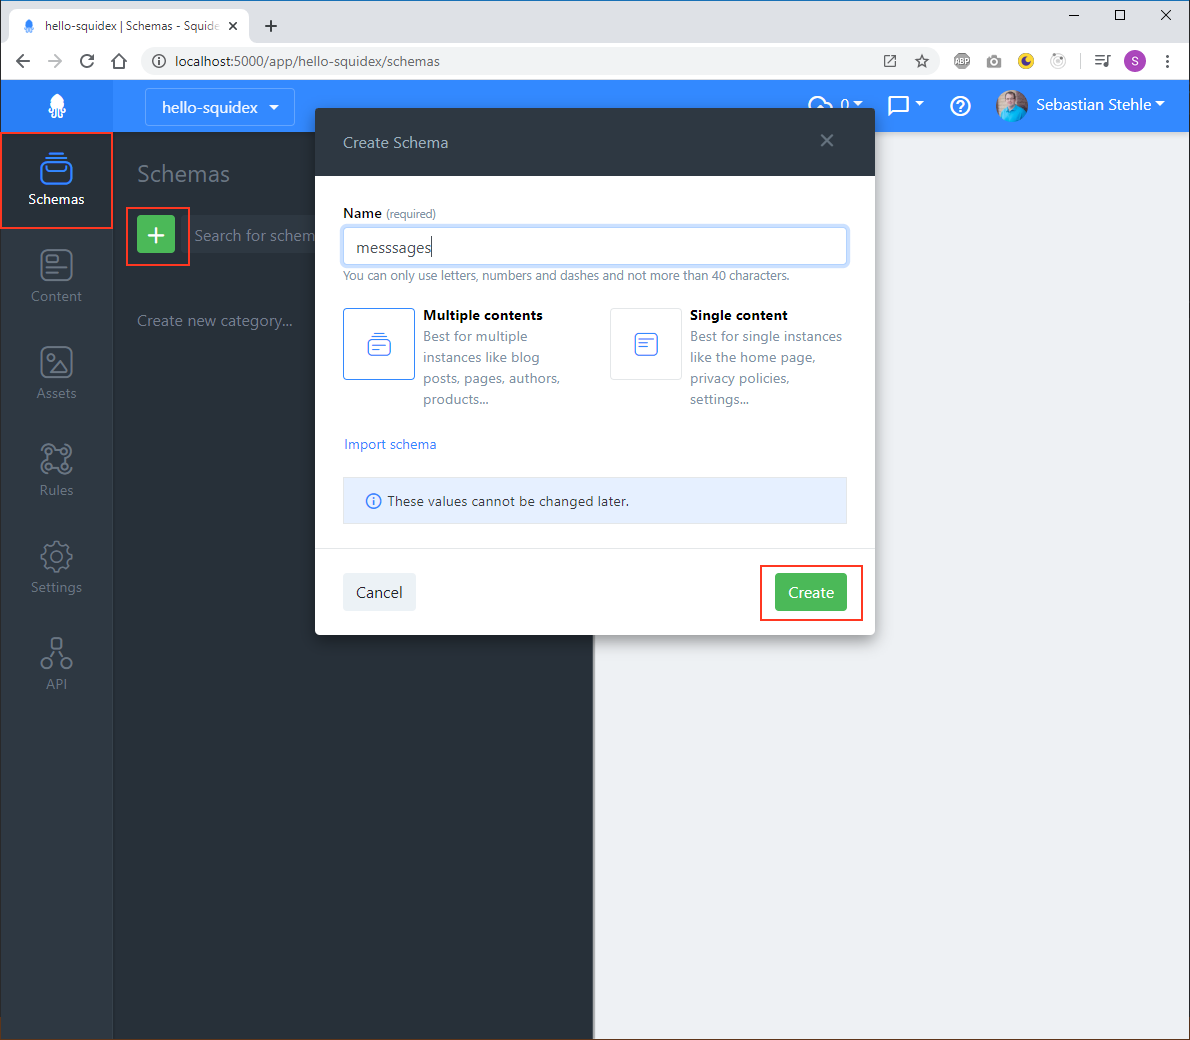 hello-squidex | Schemas - Squide
localhost:5000/app/hello-squidex/schemas
ABP
S
hello-squidex
0
Sebastian Stehle
Schemas
Content
Assets
Rules
Settings
API
Schemas
+
Search for schem
Create new category...
Create Schema
Name (required)
messsages
You can only use letters, numbers and dashes and not more than 40 characters.
Multiple contents
Best for multiple
instances like blog
posts, pages, authors,
products...
Single content
Best for single instances
like the home page,
privacy policies,
settings...
Import schema
These values cannot be changed later.
Cancel
Create